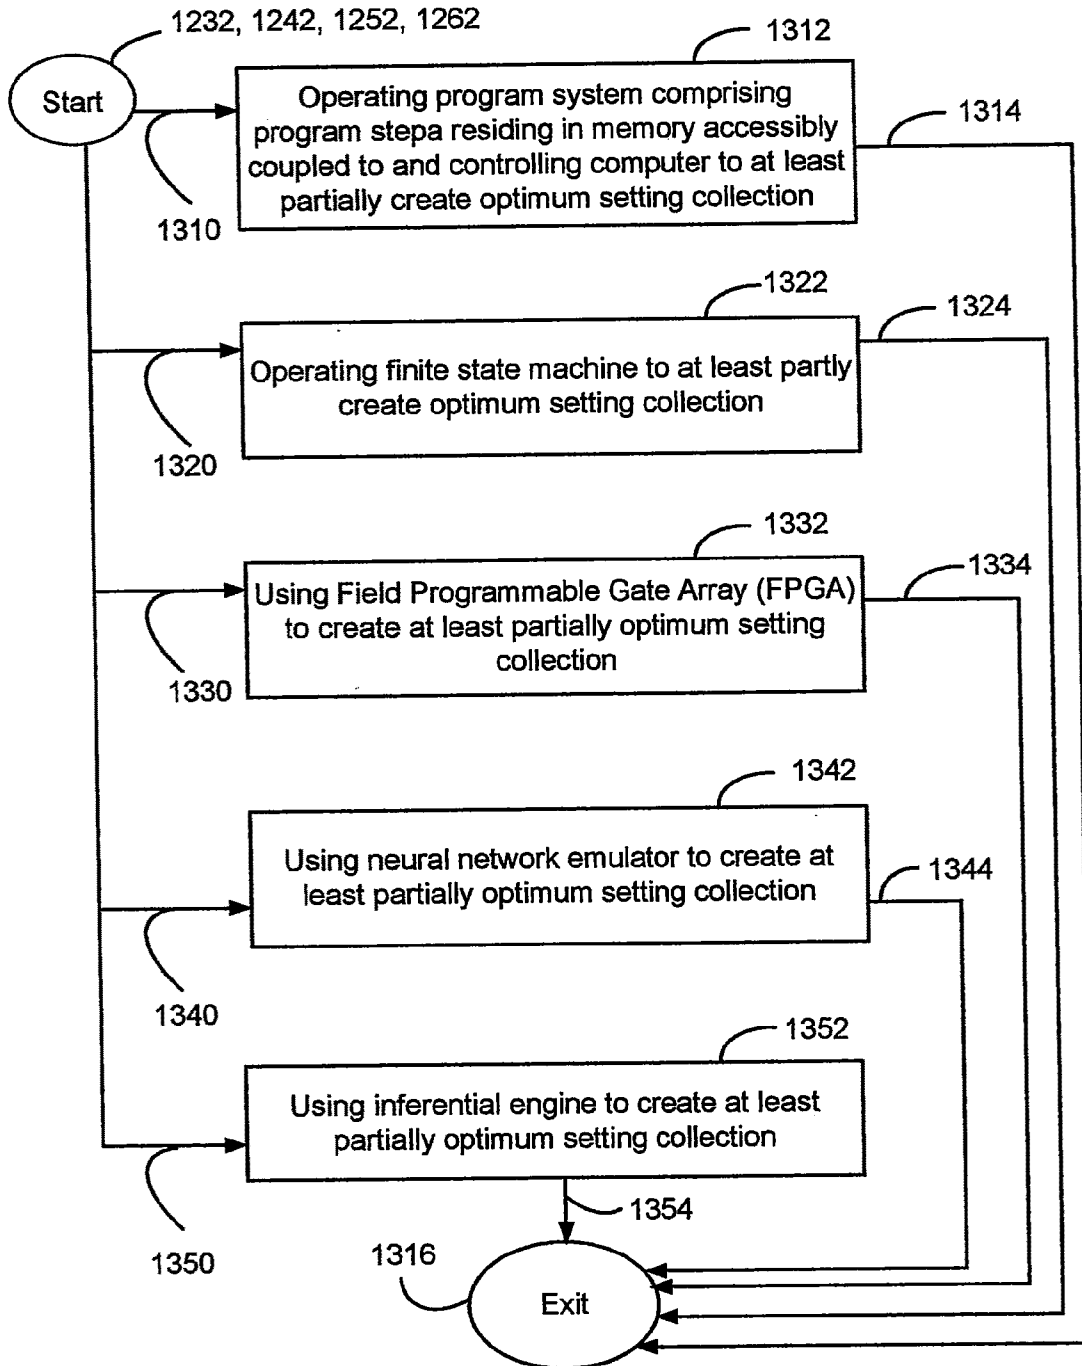 1232, 1242, 1252, 1262
Start
1312
Operating program system comprising
program stepa residing in memory accessibly
coupled to and controlling computer to at least
partially create optimum setting collection
1314
1310
1322
1324
Operating finite state machine to at least partly
create optimum setting collection
1320
1332
1334
Using Field Programmable Gate Array (FPGA)
to create at least partially optimum setting
collection
1330
1342
Using neural network emulator to create at
least partially optimum setting collection
1344
1340
1352
Using inferential engine to create at least
partially optimum setting collection
1354
1350
1316
Exit